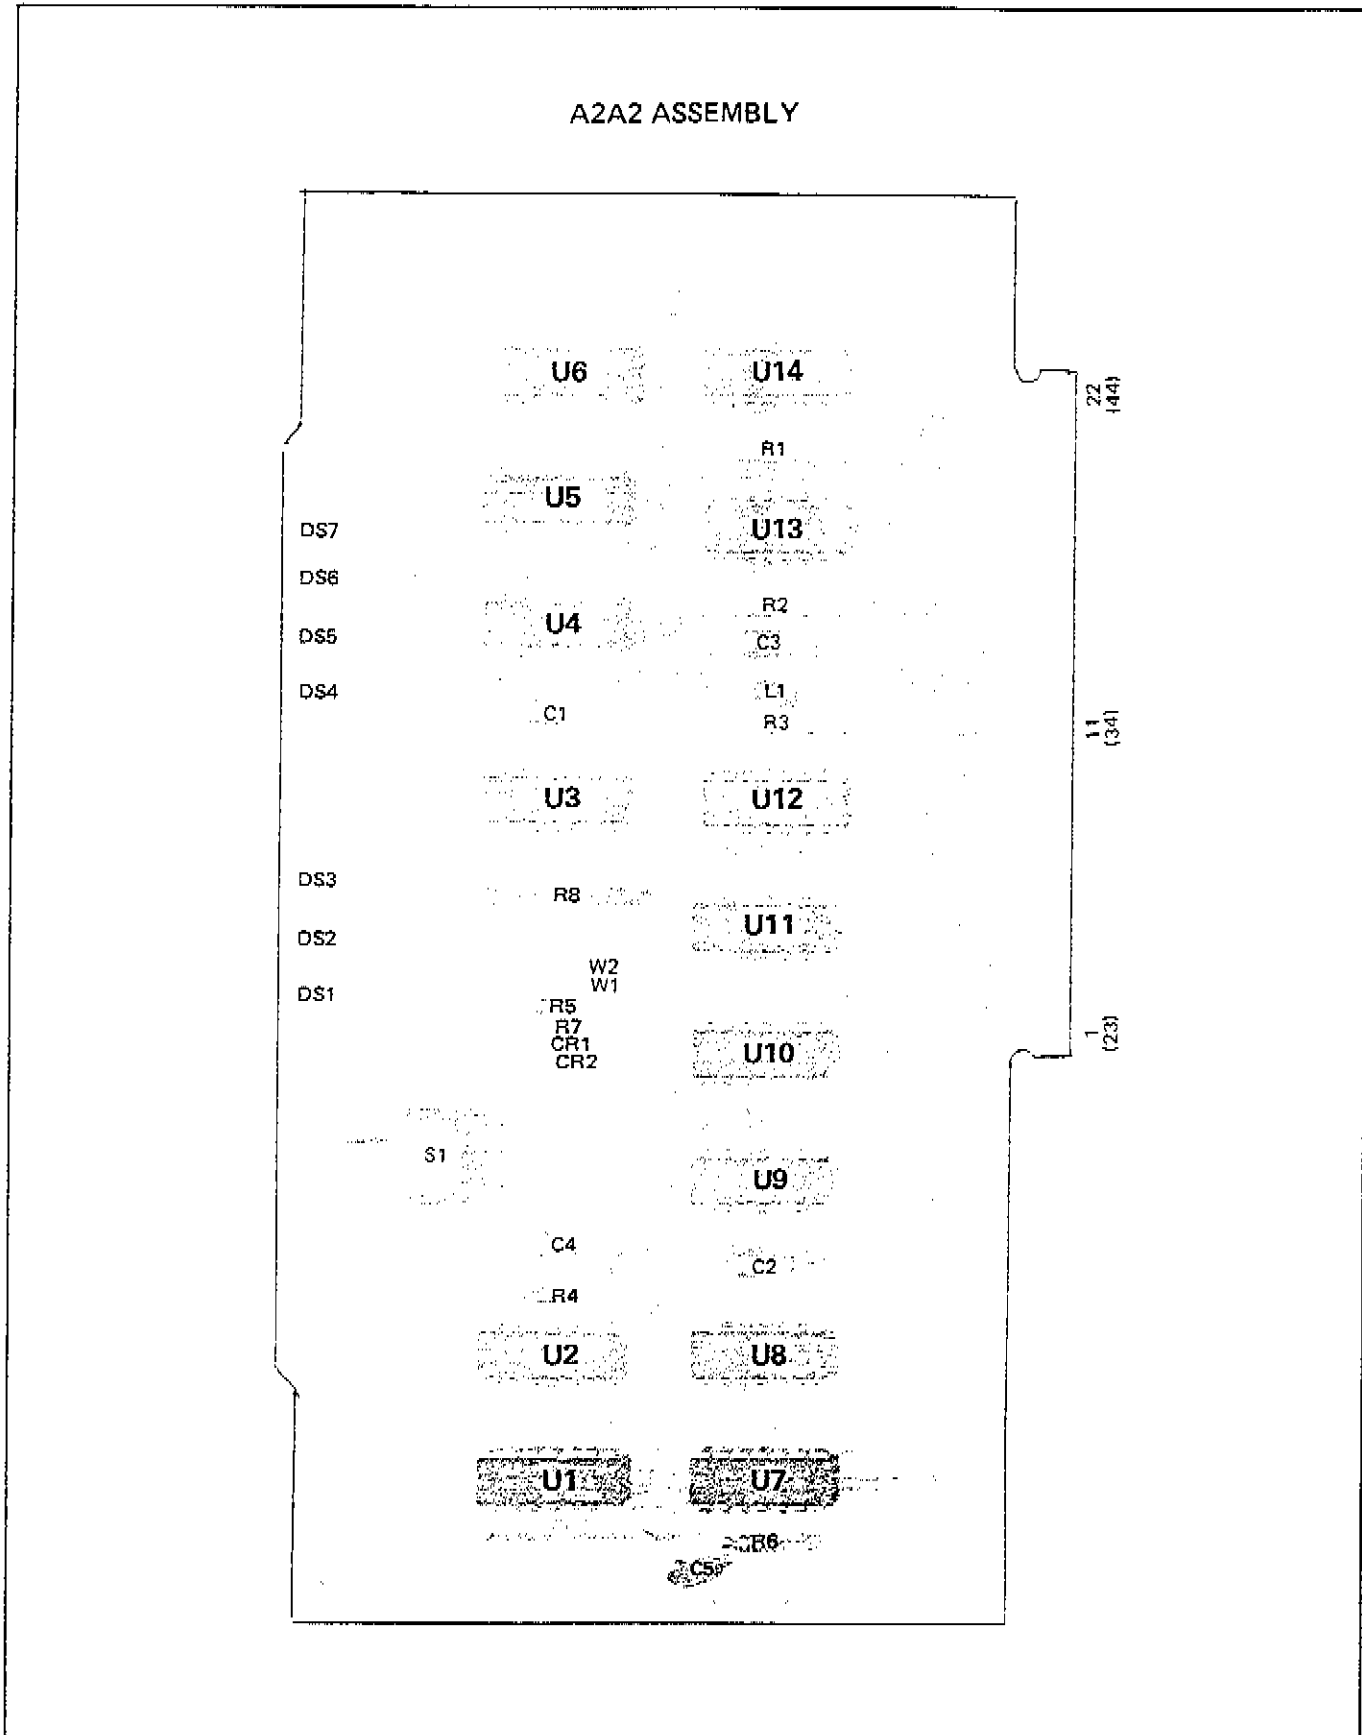 A2A2 ASSEMBLY
U6
U14
22
(44)
R1
U5
U13
DS7
DS6
R2
U4
DS5
C3
DS4
L1
C1
R3
11
(34)
U3
U12
DS3
R8
U11
DS2
W2
W1
DS1
R5
R7
CR1
CR2
U10
1
(23)
S1
U9
C4
C2
R4
U2
U8
U1
U7
R6
C5